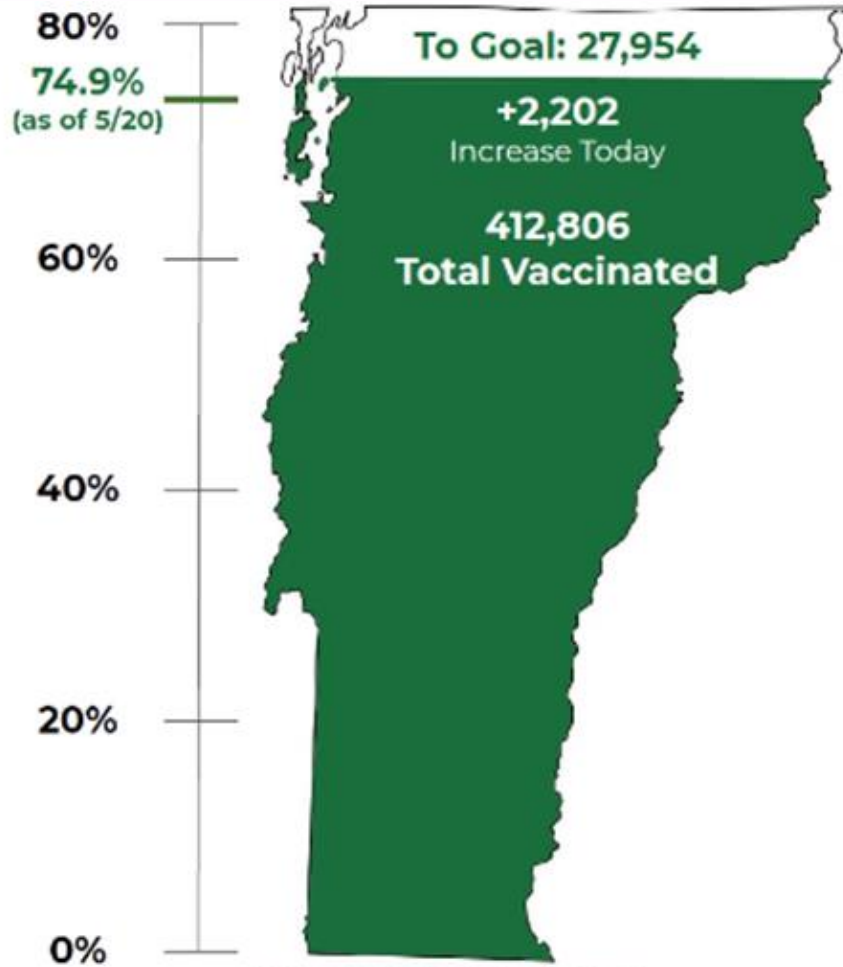 80%
To Goal: 27,954
74.9%
(as of 5/20)
+2,202
Increase Today
412,806
Total Vaccinated
60%
40%
20%
0%